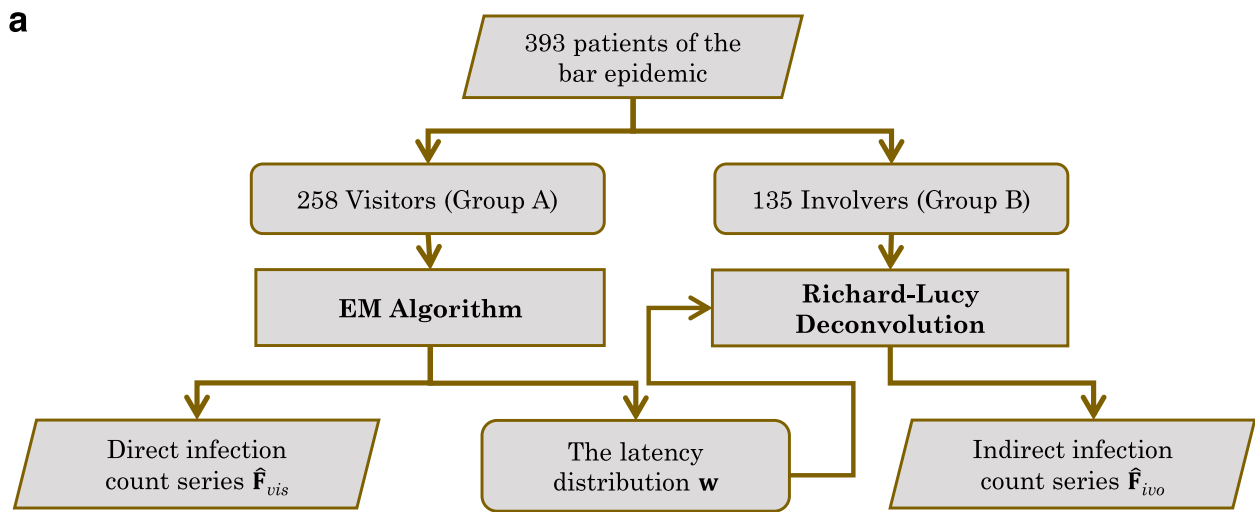 a
393 patients of the
bar epidemic
258 Visitors (Group A)
135 Involvers (Group B)
EM Algorithm
Richard-Lucy
Deconvolution
Direct infection
count series F̂vis
The latency
distribution w
Indirect infection
count series F̂ivo